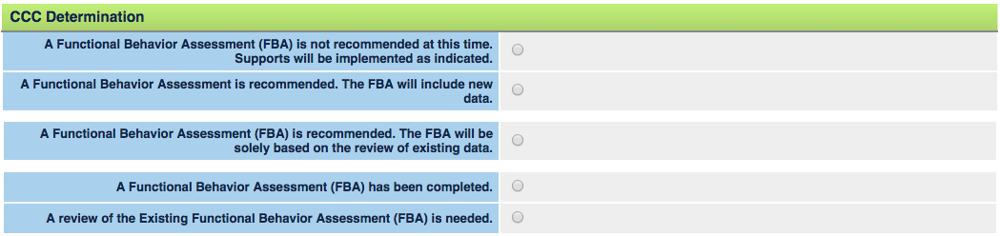 CCC Determination
A Functional Behavior Assessment (FBA) is not recommended at this time.
Supports will be implemented as indicated.
A Functional Behavior Assessment is recommended. The FBA will include new
data.
A Functional Behavior Assessment (FBA) is recommended. The FBA will be
solely based on the review of existing data.
A Functional Behavior Assessment (FBA) has been completed.
A review of the Existing Functional Behavior Assessment (FBA) is needed.